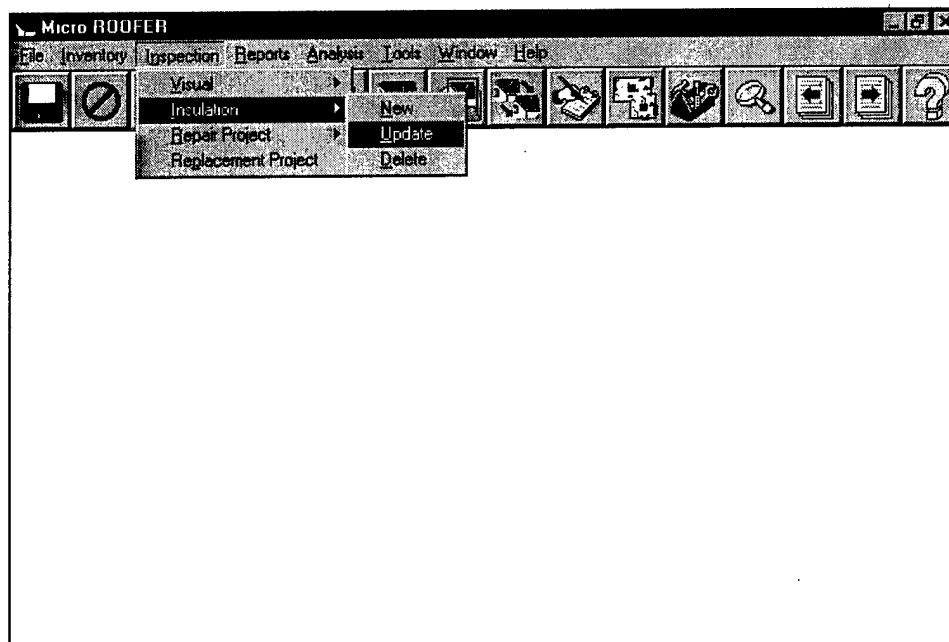 Micro ROOFER
File Inventory Inspection Reports Analysis Tools Window Help
Visual
Insulation New
Repair Project Update
Replacement Project Delete